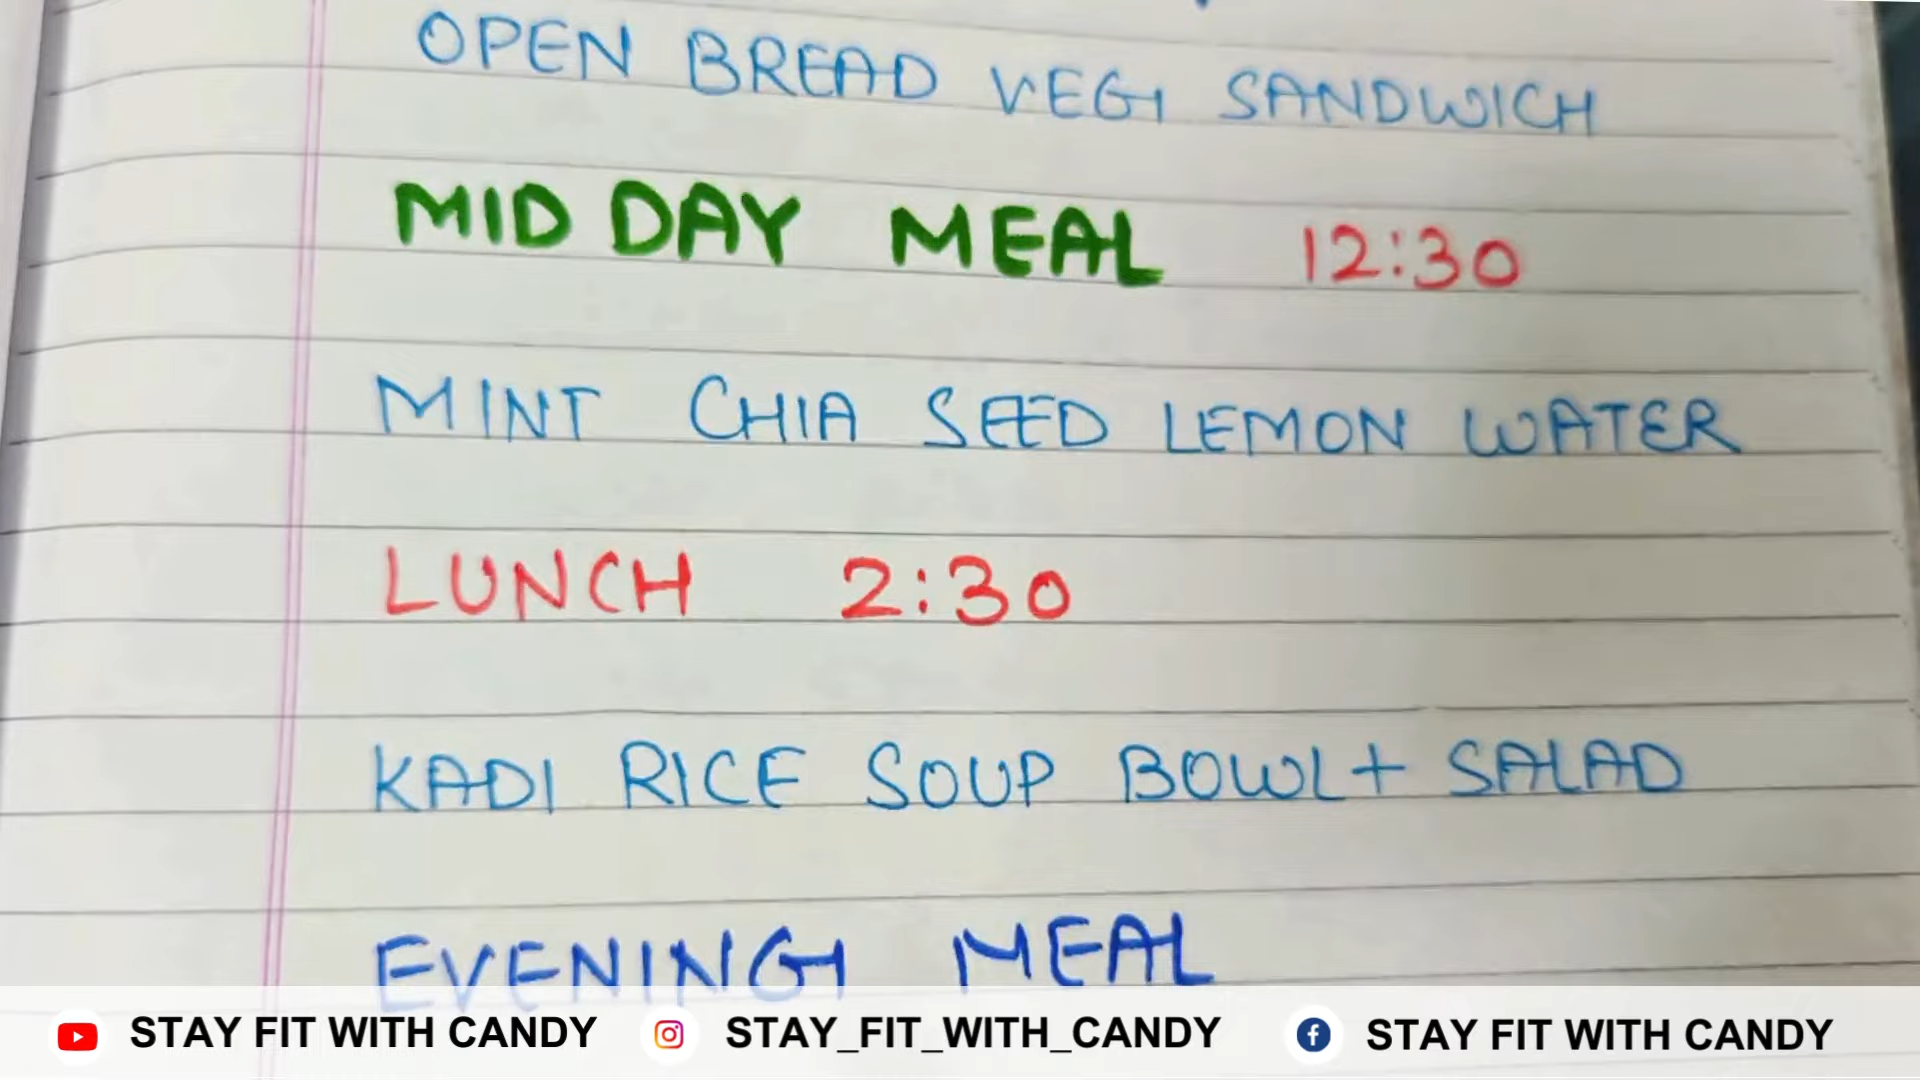 OPEN BREAD VEG SANDWICH
MID DAY MEAL 12:30
MINT CHIA SEED LEMON WATER
LUNCH 2:30
KADI RICE SOUP BOWL + SALAD
EVENING MEAL
STAY FIT WITH CANDY STAY_FIT_WITH_CANDY STAY FIT WITH CANDY